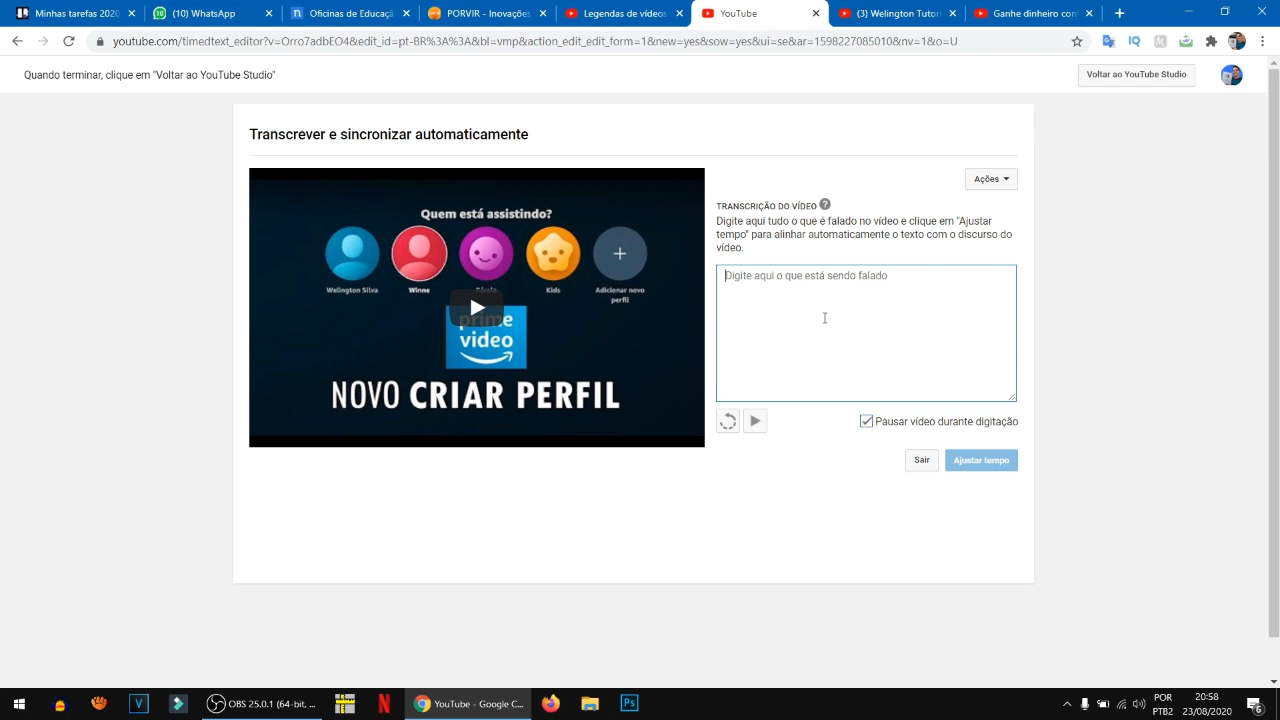 Minhas tarefas 2020
(10) WhatsApp
Oficinas de Educaçã
PORVIR - Inovações
Legendas de vídeos
YouTube
(3) Welington Tutor
Ganhe dinheiro com
youtube.com/timedtext_editor?v=Orro7adbEO4&edit_id=pt-BR%3A%3A&bl=vmp&action_edit_edit_form=1&new=yes&sow=yes&ui=se&ar=1598227085010&nv=1&o=U
Quando terminar, clique em "Voltar ao YouTube Studio"
Voltar ao YouTube Studio
Transcrever e sincronizar automaticamente
Ações
Quem está assistindo?
Welington Silva
Winne
Kids
Adicionar novo
perfil
prime
video
NOVO CRIAR PERFIL
TRANSCRIÇÃO DO VÍDEO
Digite aqui tudo o que é falado no vídeo e clique em "Ajustar
tempo" para alinhar automaticamente o texto com o discurso do
vídeo.
Digite aqui o que está sendo falado
Pausar vídeo durante digitação
Sair
Ajustar tempo
V
OBS 25.0.1 (64-bit, ...
N
YouTube - Google C...
Ps
POR
PTB2
20:58
23/08/2020
6